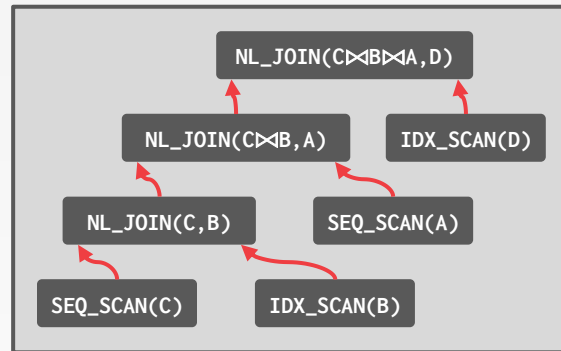 NL_JOIN(C⨝B⨝A,D)
NL_JOIN(C⨝B,A)
IDX_SCAN(D)
NL_JOIN(C,B)
SEQ_SCAN(A)
SEQ_SCAN(C)
IDX_SCAN(B)